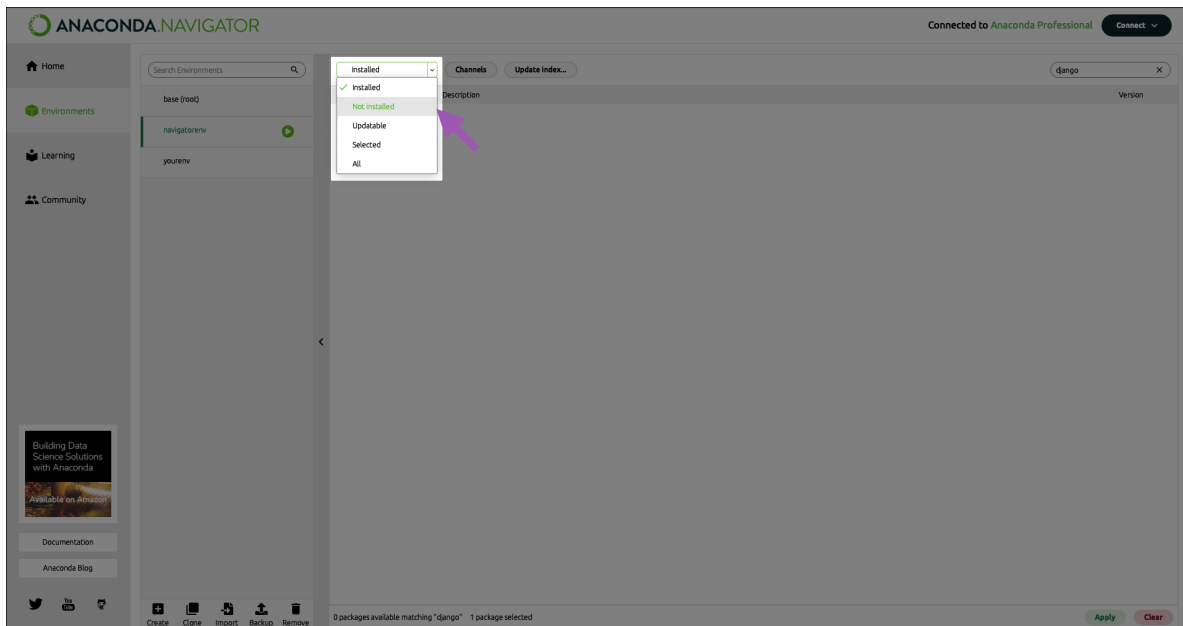 ANACONDA.NAVIGATOR
Connected to Anaconda Professional
Connect
Home
Environments
Learning
Community
Building Data
Science Solutions
with Anaconda
Available on Amazon
Documentation
Anaconda Blog
You
Tube
Search Environments
base (root)
navigatorenv
yourenv
Create Clone Import Backup Remove
Installed
Channels
Update index...
django
Installed
Not installed
Updatable
Selected
All
Description
Version
0 packages available matching "django" 1 package selected
Apply
Clear